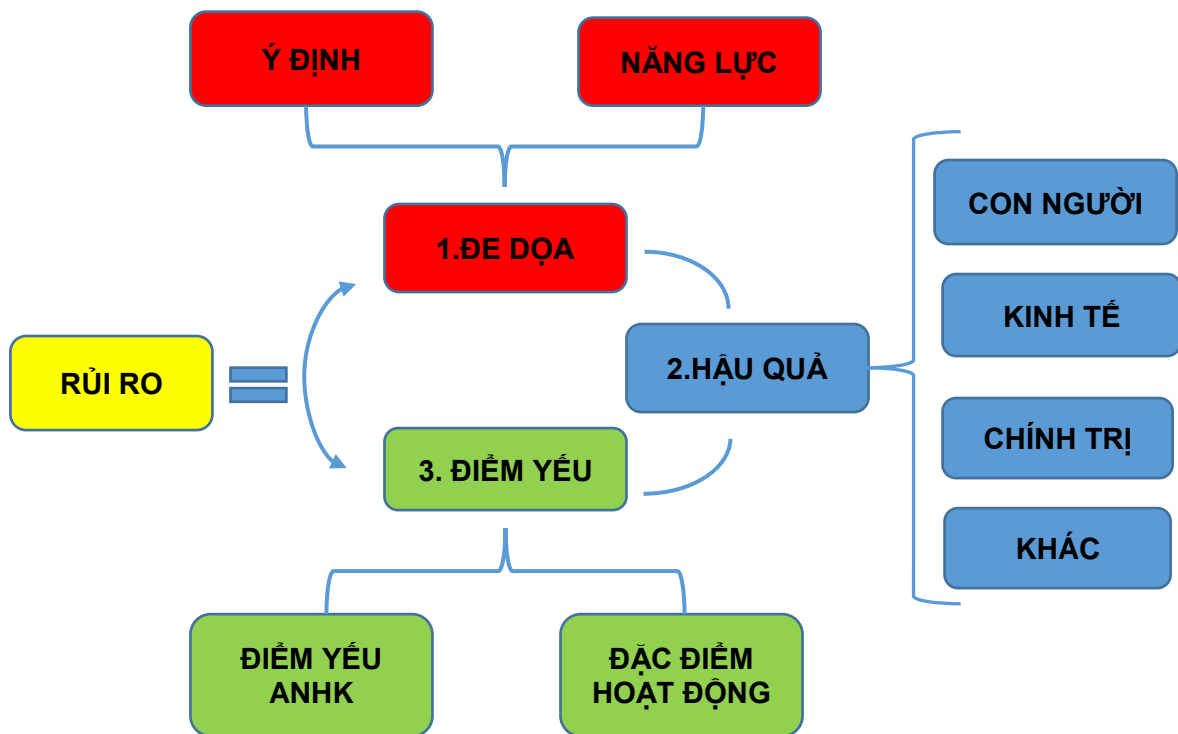 Ý ĐỊNH
NĂNG LỰC
1.ĐE DỌA
CON NGƯỜI
KINH TẾ
RỦI RO
2.HẬU QUẢ
CHÍNH TRỊ
3. ĐIỂM YẾU
KHÁC
ĐIỂM YẾU
ANHK
ĐẶC ĐIỂM
HOẠT ĐỘNG